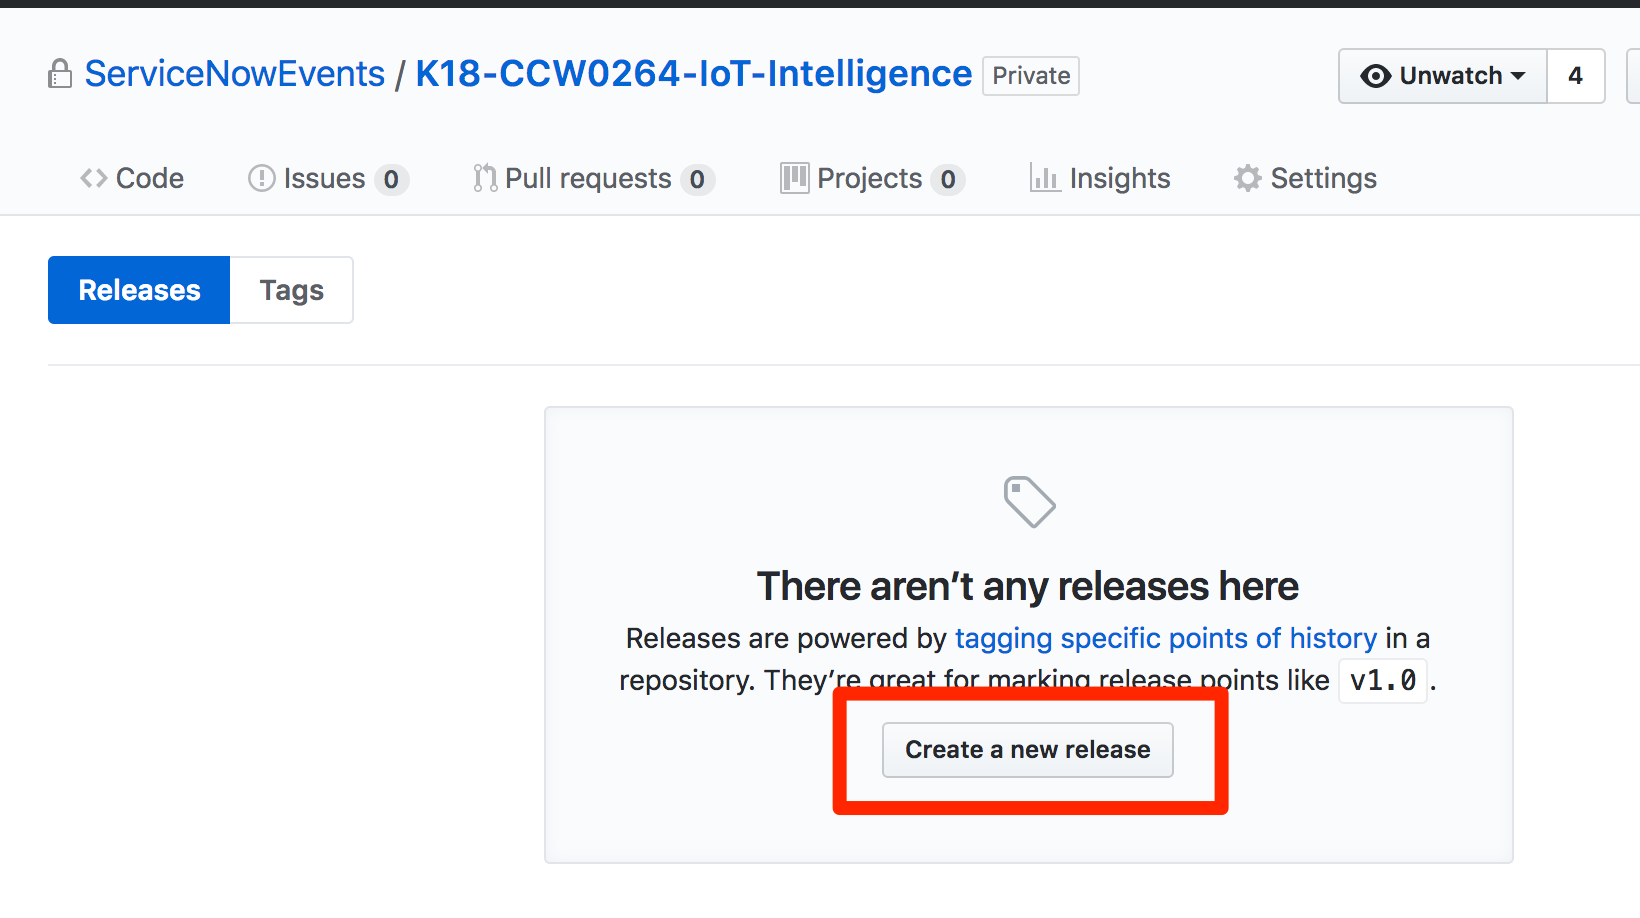 ServiceNowEvents / K18-CCW0264-IoT-Intelligence Private Unwatch 4
Code Issues 0 Pull requests 0 Projects 0 Insights Settings
Releases Tags
There aren’t any releases here
Releases are powered by tagging specific points of history in a
repository. They’re great for marking release points like v1.0 .
Create a new release